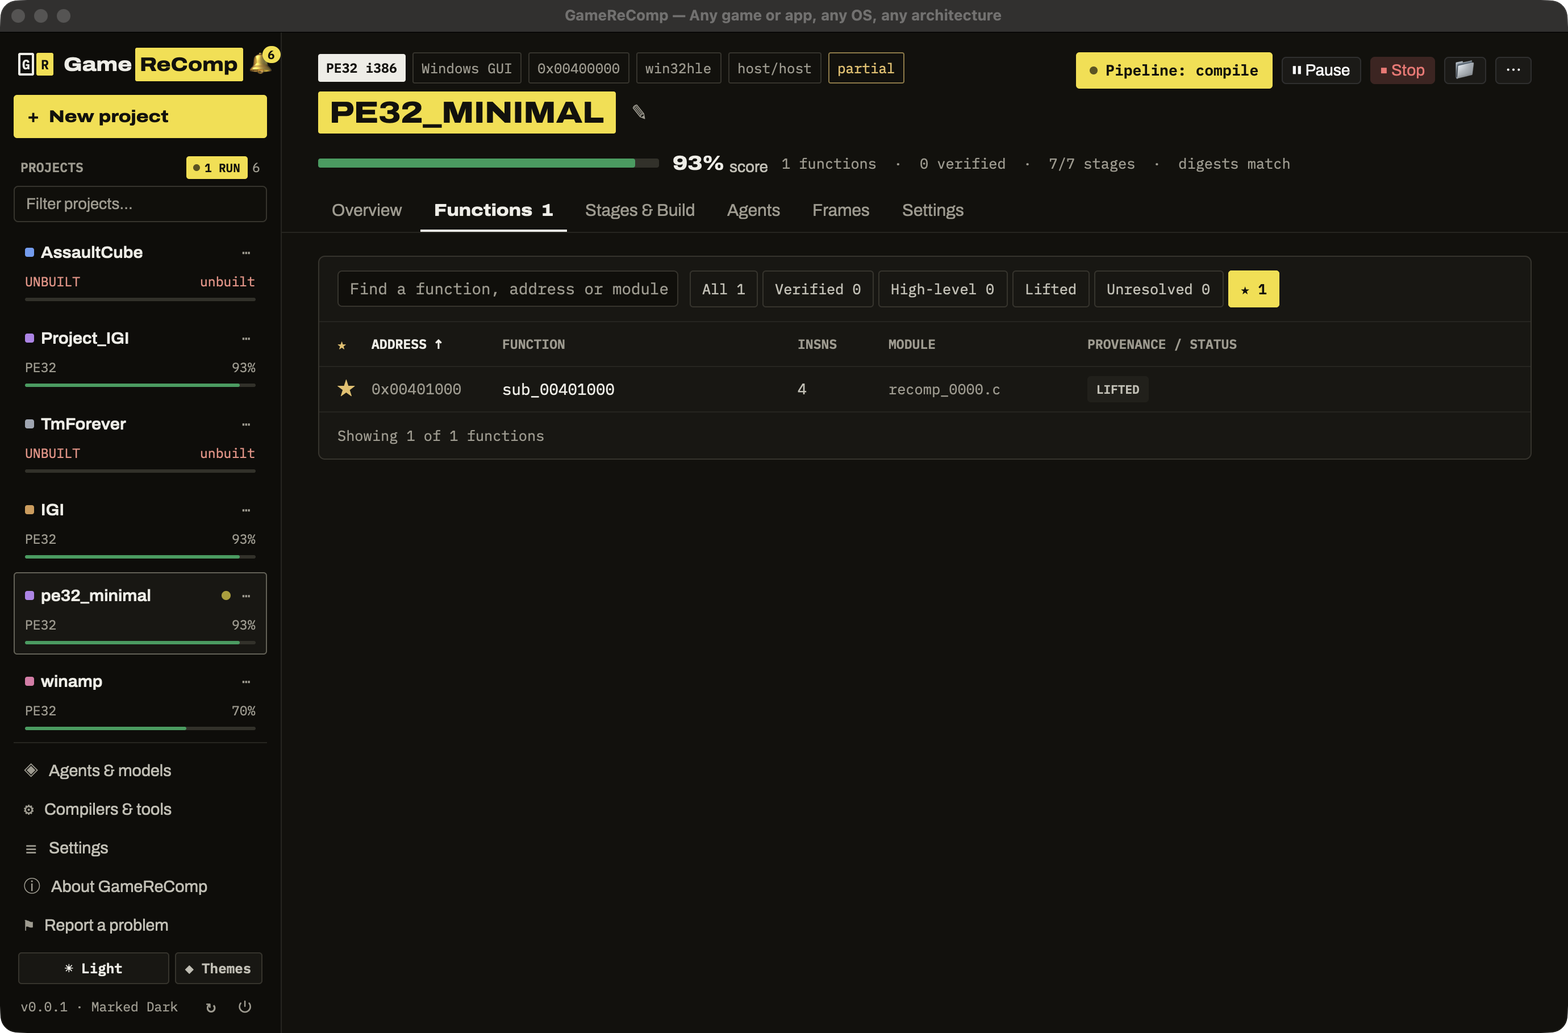 GameReComp — Any game or app, any OS, any architecture
GR Game ReComp 6
+ New project
PROJECTS 1 RUN 6
Filter projects...
AssaultCube
UNBUILT unbuilt
Project_IGI
PE32 93%
TmForever
UNBUILT unbuilt
IGI
PE32 93%
pe32_minimal
PE32 93%
winamp
PE32 70%
Agents & models
Compilers & tools
Settings
About GameReComp
Report a problem
Light Themes
v0.0.1 · Marked Dark
PE32 i386 Windows GUI 0x00400000 win32hle host/host partial
Pipeline: compile Pause Stop ...
PE32_MINIMAL
93% score 1 functions · 0 verified · 7/7 stages · digests match
Overview Functions 1 Stages & Build Agents Frames Settings
Find a function, address or module All 1 Verified 0 High-level 0 Lifted Unresolved 0 ★ 1
★ ADDRESS ↑ FUNCTION INSNS MODULE PROVENANCE / STATUS
★ 0x00401000 sub_00401000 4 recomp_0000.c LIFTED
Showing 1 of 1 functions